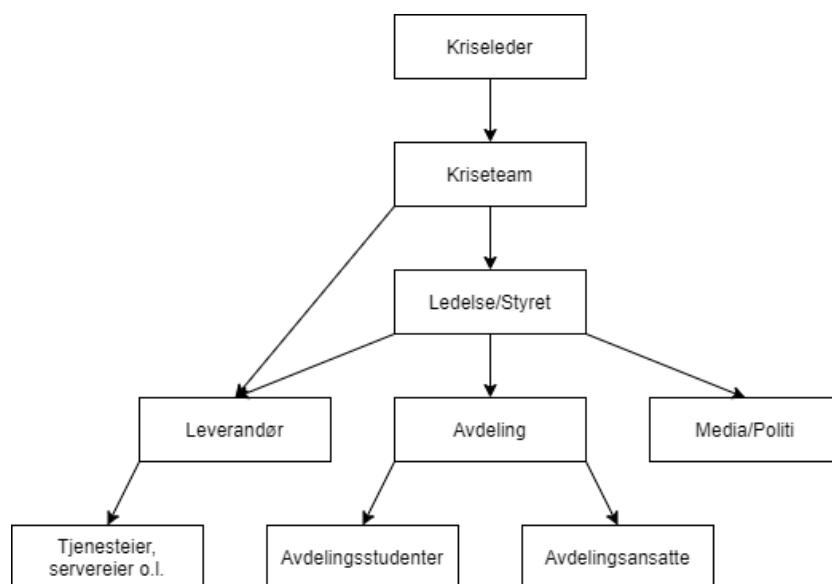 Kriseleder
Kriseteam
Ledelse/Styret
Leverandør
Avdeling
Media/Politi
Tjenesteier,
servereier o.l.
Avdelingsstudenter
Avdelingsansatte